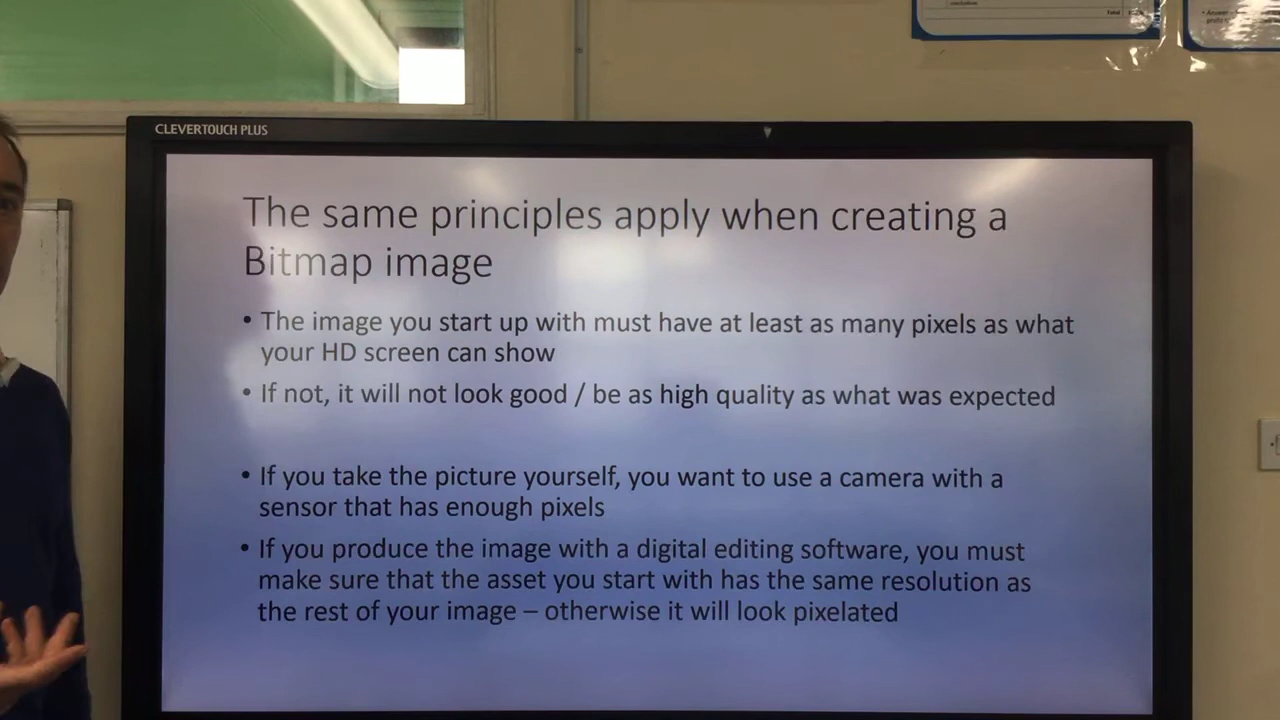 Total
CLEVERTOUCH PLUS
The same principles apply when creating a
Bitmap image
• The image you start up with must have at least as many pixels as what
your HD screen can show
• If not, it will not look good / be as high quality as what was expected
• If you take the picture yourself, you want to use a camera with a
sensor that has enough pixels
• If you produce the image with a digital editing software, you must
make sure that the asset you start with has the same resolution as
the rest of your image – otherwise it will look pixelated